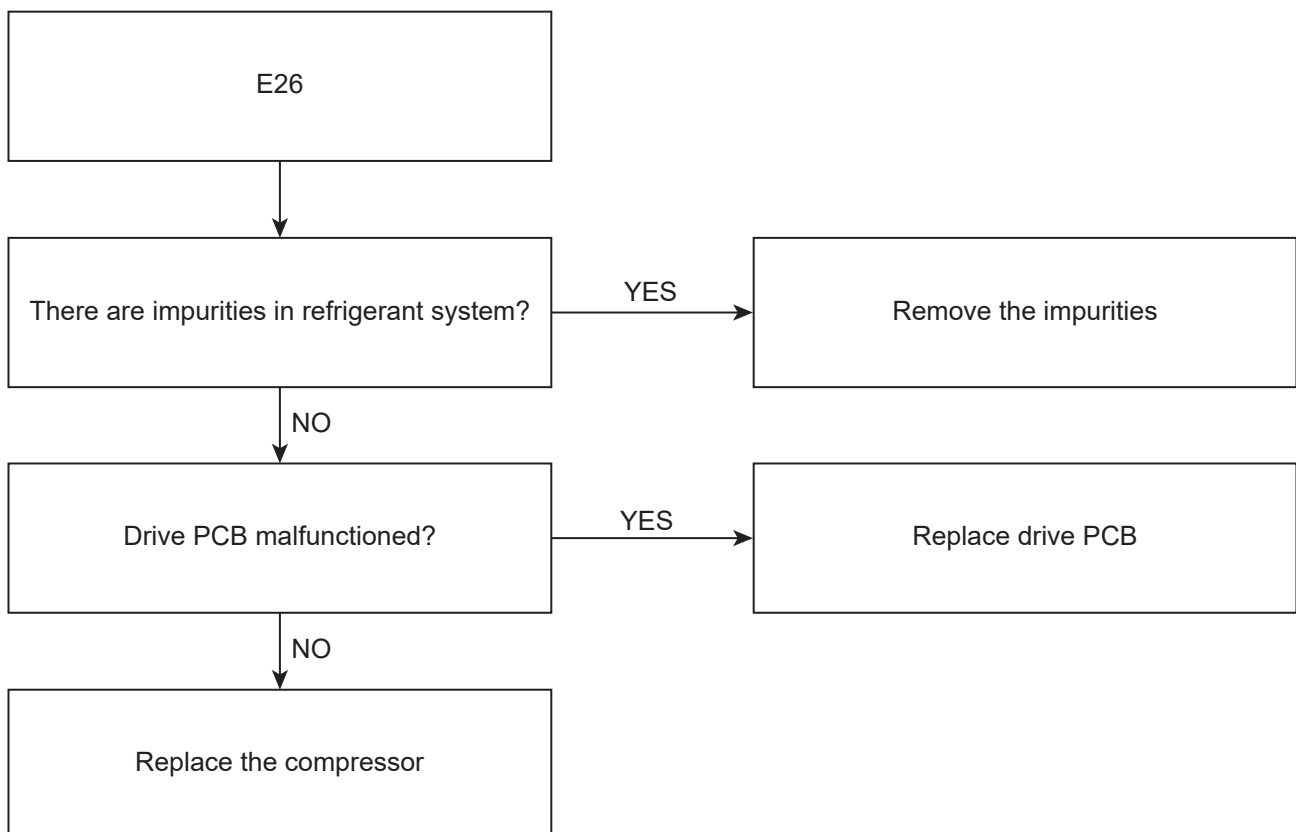 E26
There are impurities in refrigerant system?
YES
Remove the impurities
NO
Drive PCB malfunctioned?
YES
Replace drive PCB
NO
Replace the compressor